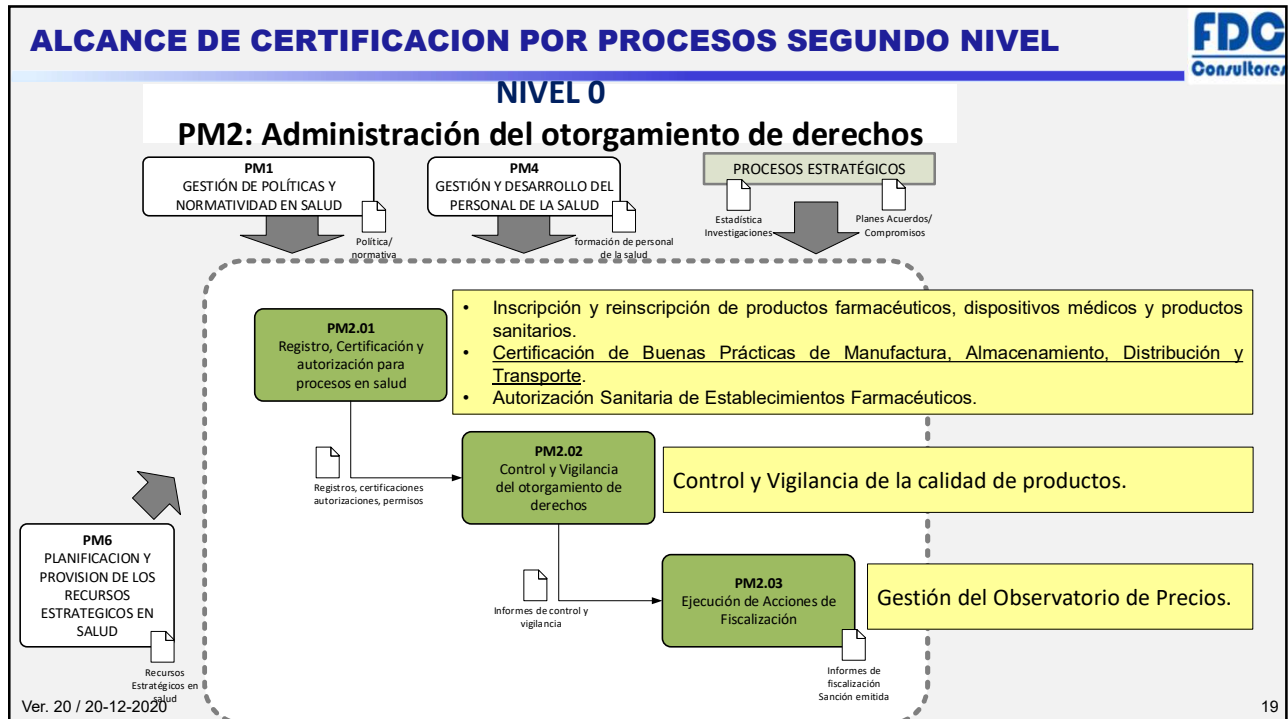 ALCANCE DE CERTIFICACION POR PROCESOS SEGUNDO NIVEL
FDC
Consultores
NIVEL 0
PM2: Administración del otorgamiento de derechos
PM1
GESTIÓN DE POLÍTICAS Y
NORMATIVIDAD EN SALUD
Política/
normativa
PM4
GESTIÓN Y DESARROLLO DEL
PERSONAL DE LA SALUD
formación de personal
de la salud
PROCESOS ESTRATÉGICOS
Estadística
Investigaciones
Planes Acuerdos/
Compromisos
PM2.01
Registro, Certificación y
autorización para
procesos en salud
• Inscripción y reinscripción de productos farmacéuticos, dispositivos médicos y productos
sanitarios.
• Certificación de Buenas Prácticas de Manufactura, Almacenamiento, Distribución y
Transporte.
• Autorización Sanitaria de Establecimientos Farmacéuticos.
Registros, certificaciones
autorizaciones, permisos
PM2.02
Control y Vigilancia
del otorgamiento de
derechos
Control y Vigilancia de la calidad de productos.
PM6
PLANIFICACION Y
PROVISION DE LOS
RECURSOS
ESTRATEGICOS EN
SALUD
Recursos
Estratégicos en
salud
Informes de control y
vigilancia
PM2.03
Ejecución de Acciones de
Fiscalización
Gestión del Observatorio de Precios.
Informes de
fiscalización
Sanción emitida
Ver. 20 / 20-12-2020
19